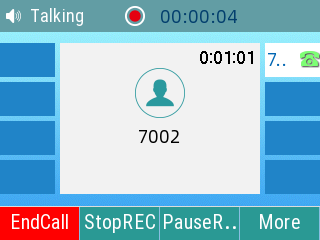 Talking 00:00:04
0:01:01
7..
7002
EndCall StopREC PauseR.. More